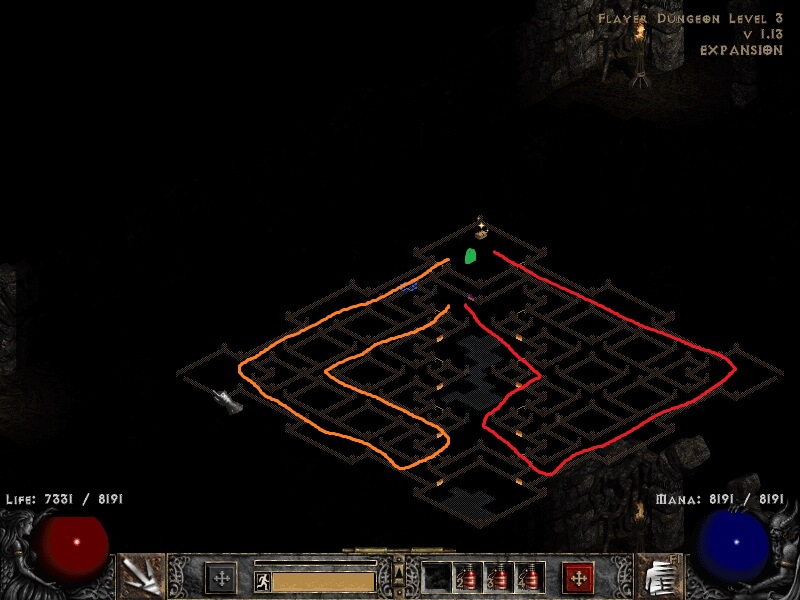 Flayer Dungeon Level 3
v 1.13
EXPANSION
Life: 7331 / 8191
Mana: 8191 / 8191